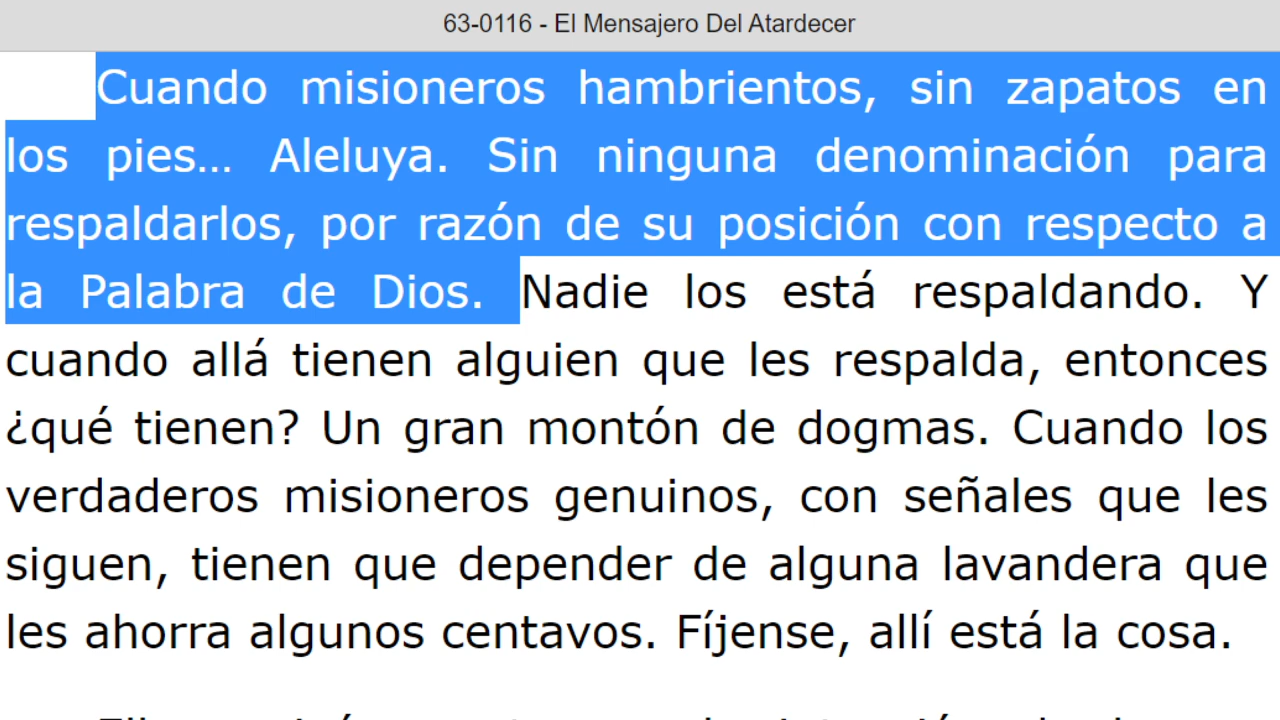 63-0116 - El Mensajero Del Atardecer
Cuando misioneros hambrientos, sin zapatos en
los pies… Aleluya. Sin ninguna denominación para
respaldarlos, por razón de su posición con respecto a
la Palabra de Dios. Nadie los está respaldando. Y
cuando allá tienen alguien que les respalda, entonces
¿qué tienen? Un gran montón de dogmas. Cuando los
verdaderos misioneros genuinos, con señales que les
siguen, tienen que depender de alguna lavandera que
les ahorra algunos centavos. Fíjense, allí está la cosa.